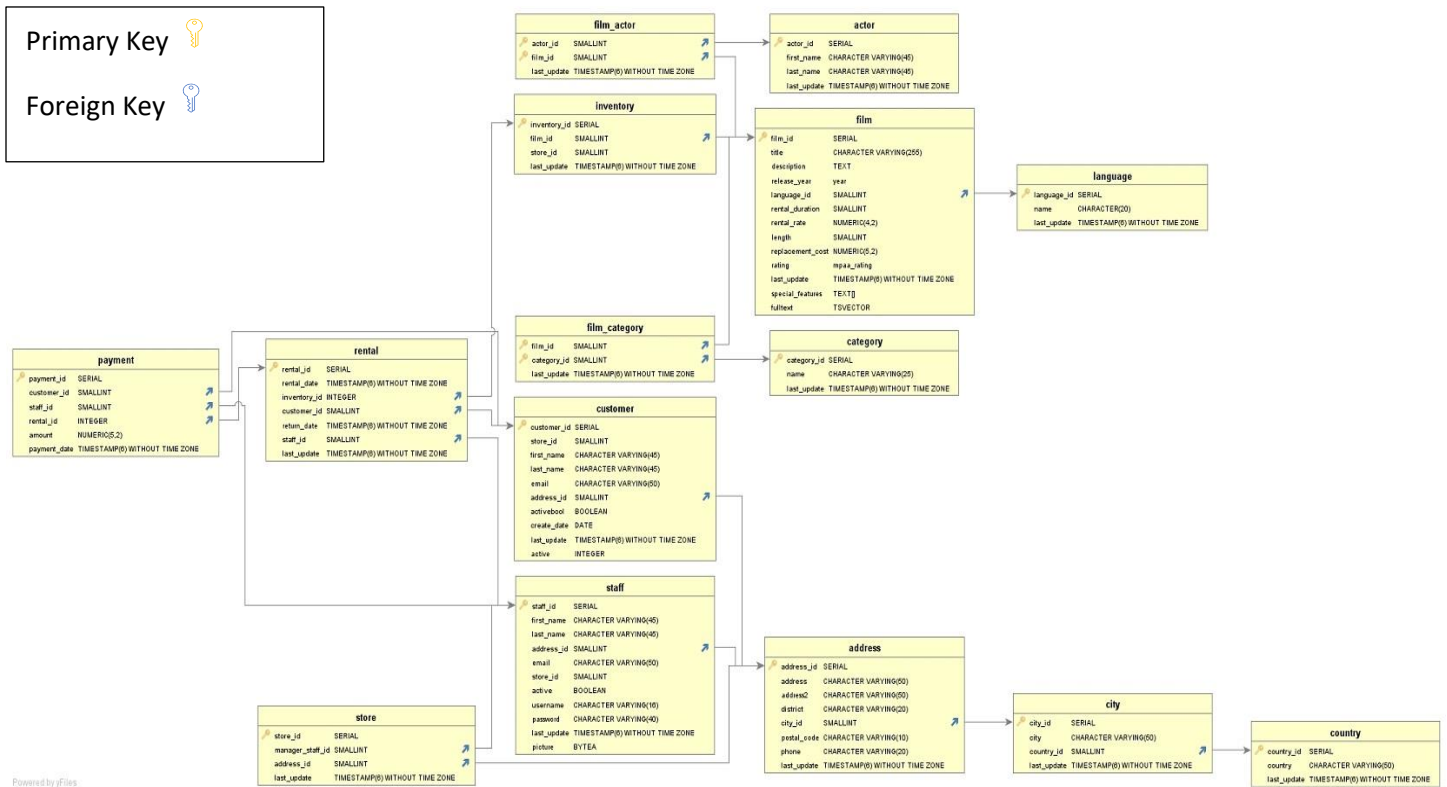 Primary Key
Foreign Key
film_actor
actor_id SMALLINT
film_id SMALLINT
last_update TIMESTAMP(6) WITHOUT TIME ZONE
actor
actor_id SERIAL
first_name CHARACTER VARYING(45)
last_name CHARACTER VARYING(45)
last_update TIMESTAMP(6) WITHOUT TIME ZONE
inventory
inventory_id SERIAL
film_id SMALLINT
store_id SMALLINT
last_update TIMESTAMP(6) WITHOUT TIME ZONE
film
film_id SERIAL
title CHARACTER VARYING(255)
description TEXT
release_year year
language_id SMALLINT
rental_duration SMALLINT
rental_rate NUMERIC(4,2)
length SMALLINT
replacement_cost NUMERIC(5,2)
rating mpaa_rating
last_update TIMESTAMP(6) WITHOUT TIME ZONE
special_features TEXT[]
fulltext TSVECTOR
language
language_id SERIAL
name CHARACTER(20)
last_update TIMESTAMP(6) WITHOUT TIME ZONE
film_category
film_id SMALLINT
category_id SMALLINT
last_update TIMESTAMP(6) WITHOUT TIME ZONE
category
category_id SERIAL
name CHARACTER VARYING(25)
last_update TIMESTAMP(6) WITHOUT TIME ZONE
payment
payment_id SERIAL
customer_id SMALLINT
staff_id SMALLINT
rental_id INTEGER
amount NUMERIC(5,2)
payment_date TIMESTAMP(6) WITHOUT TIME ZONE
rental
rental_id SERIAL
rental_date TIMESTAMP(6) WITHOUT TIME ZONE
inventory_id INTEGER
customer_id SMALLINT
return_date TIMESTAMP(6) WITHOUT TIME ZONE
staff_id SMALLINT
last_update TIMESTAMP(6) WITHOUT TIME ZONE
customer
customer_id SERIAL
store_id SMALLINT
first_name CHARACTER VARYING(45)
last_name CHARACTER VARYING(45)
email CHARACTER VARYING(50)
address_id SMALLINT
activebool BOOLEAN
create_date DATE
last_update TIMESTAMP(6) WITHOUT TIME ZONE
active INTEGER
staff
staff_id SERIAL
first_name CHARACTER VARYING(45)
last_name CHARACTER VARYING(45)
address_id SMALLINT
email CHARACTER VARYING(50)
store_id SMALLINT
active BOOLEAN
username CHARACTER VARYING(16)
password CHARACTER VARYING(40)
last_update TIMESTAMP(6) WITHOUT TIME ZONE
picture BYTEA
store
store_id SERIAL
manager_staff_id SMALLINT
address_id SMALLINT
last_update TIMESTAMP(6) WITHOUT TIME ZONE
address
address_id SERIAL
address CHARACTER VARYING(50)
address2 CHARACTER VARYING(50)
district CHARACTER VARYING(20)
city_id SMALLINT
postal_code CHARACTER VARYING(10)
phone CHARACTER VARYING(20)
last_update TIMESTAMP(6) WITHOUT TIME ZONE
city
city_id SERIAL
city CHARACTER VARYING(50)
country_id SMALLINT
last_update TIMESTAMP(6) WITHOUT TIME ZONE
country
country_id SERIAL
country CHARACTER VARYING(50)
last_update TIMESTAMP(6) WITHOUT TIME ZONE
Powered by yFiles